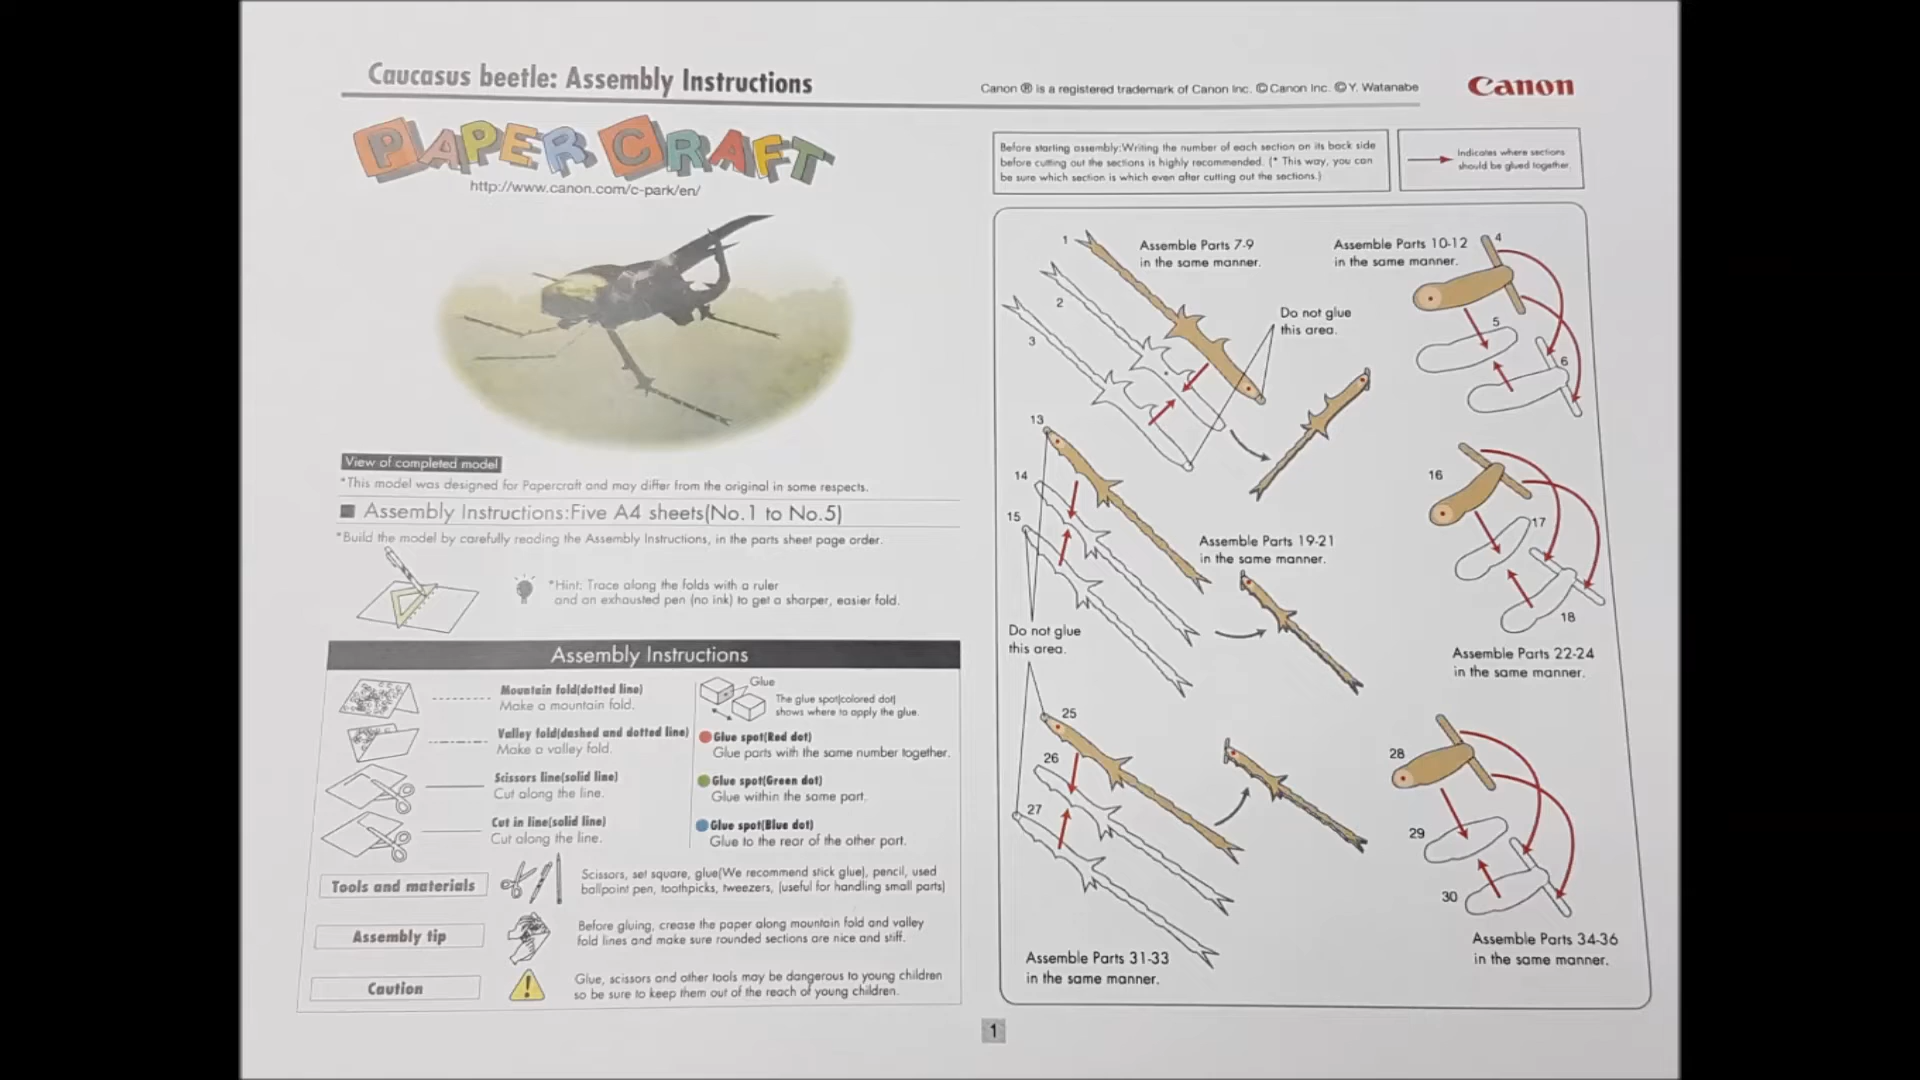 Caucasus beetle: Assembly Instructions
Canon ® is a registered trademark of Canon Inc. © Canon Inc. © Y. Watanabe
Canon
PAPER CRAFT
http://www.canon.com/c-park/en/
View of completed model
*This model was designed for Papercraft and may differ from the original in some respects.
■ Assembly Instructions:Five A4 sheets(No.1 to No.5)
*Build the model by carefully reading the Assembly Instructions, in the parts sheet page order.
*Hint: Trace along the folds with a ruler
and an exhausted pen (no ink) to get a sharper, easier fold.
Assembly Instructions
Mountain fold(dotted line)
Make a mountain fold.
Valley fold(dashed and dotted line)
Make a valley fold.
Scissors line(solid line)
Cut along the line.
Cut in line(solid line)
Cut along the line.
Glue
The glue spot(colored dot)
shows where to apply the glue.
Glue spot(Red dot)
Glue parts with the same number together.
Glue spot(Green dot)
Glue within the same part.
Glue spot(Blue dot)
Glue to the rear of the other part.
Tools and materials
Scissors, set square, glue(We recommend stick glue), pencil, used
ballpoint pen, toothpicks, tweezers, (useful for handling small parts)
Assembly tip
Before gluing, crease the paper along mountain fold and valley
fold lines and make sure rounded sections are nice and stiff.
Caution
Glue, scissors and other tools may be dangerous to young children
so be sure to keep them out of the reach of young children.
Before starting assembly:Writing the number of each section on its back side
before cutting out the sections is highly recommended. (* This way, you can
be sure which section is which even after cutting out the sections.)
Indicates where sections
should be glued together.
1
2
3
Assemble Parts 7-9
in the same manner.
Do not glue
this area.
Assemble Parts 10-12
in the same manner.
4
5
6
13
14
15
Assemble Parts 19-21
in the same manner.
Do not glue
this area.
16
17
18
Assemble Parts 22-24
in the same manner.
25
26
27
Assemble Parts 31-33
in the same manner.
28
29
30
Assemble Parts 34-36
in the same manner.
1